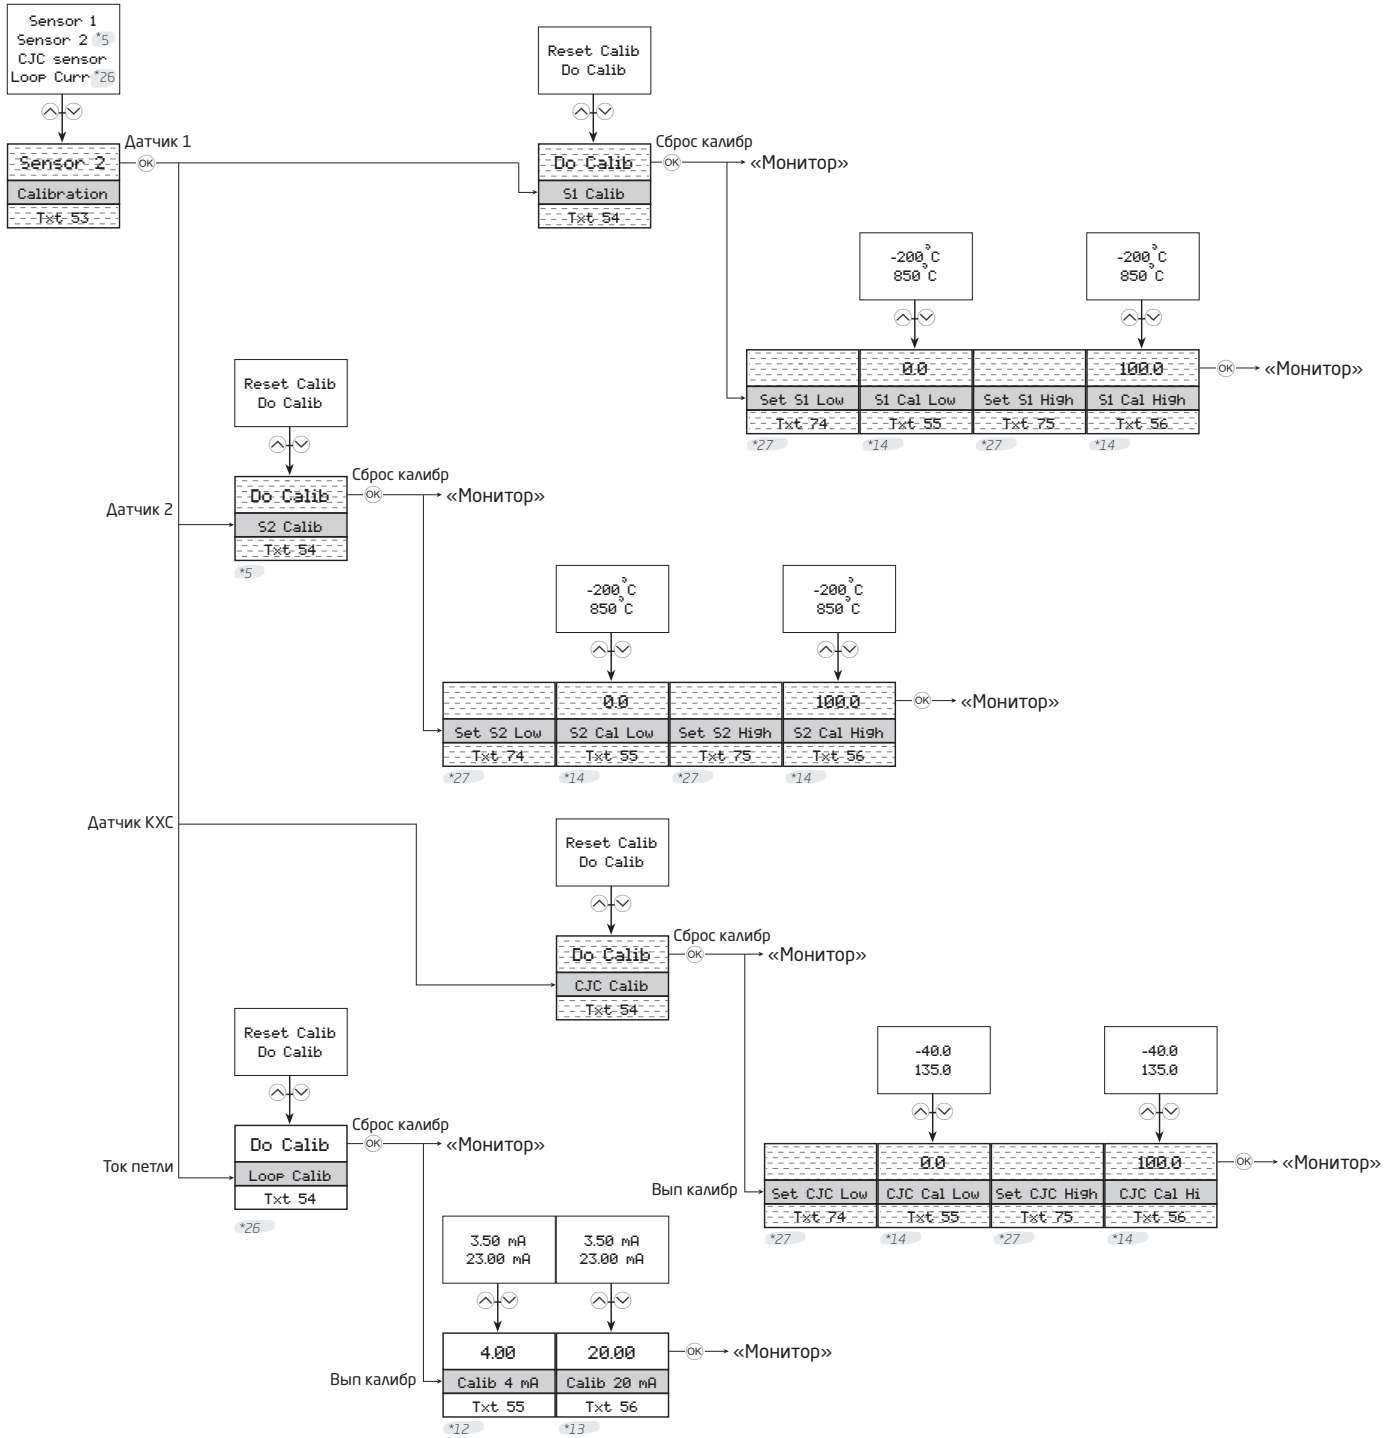 Sensor 1
Sensor 2 *5
CJC sensor
Loop Curr *26
Sensor 2
Calibration
Txt 53
OK
Датчик 1
Reset Calib
Do Calib
Do Calib
S1 Calib
Txt 54
Сброс калибр
OK
«Монитор»
-200°C
850°C
-200°C
850°C
0.0
100.0
Set S1 Low
S1 Cal Low
Set S1 High
S1 Cal High
Txt 74
Txt 55
Txt 75
Txt 56
*27
*14
*27
*14
OK
«Монитор»
Датчик 2
Reset Calib
Do Calib
Do Calib
S2 Calib
Txt 54
*5
Сброс калибр
OK
«Монитор»
-200°C
850°C
-200°C
850°C
0.0
100.0
Set S2 Low
S2 Cal Low
Set S2 High
S2 Cal High
Txt 74
Txt 55
Txt 75
Txt 56
*27
*14
*27
*14
OK
«Монитор»
Датчик КХС
Reset Calib
Do Calib
Do Calib
CJC Calib
Txt 54
Сброс калибр
OK
«Монитор»
-40.0
135.0
-40.0
135.0
Вып калибр
0.0
100.0
Set CJC Low
CJC Cal Low
Set CJC High
CJC Cal Hi
Txt 74
Txt 55
Txt 75
Txt 56
*27
*14
*27
*14
OK
«Монитор»
Ток петли
Reset Calib
Do Calib
Do Calib
Loop Calib
Txt 54
*26
Сброс калибр
OK
«Монитор»
3.50 mA
23.00 mA
3.50 mA
23.00 mA
Вып калибр
4.00
20.00
Calib 4 mA
Calib 20 mA
Txt 55
Txt 56
*12
*13
OK
«Монитор»